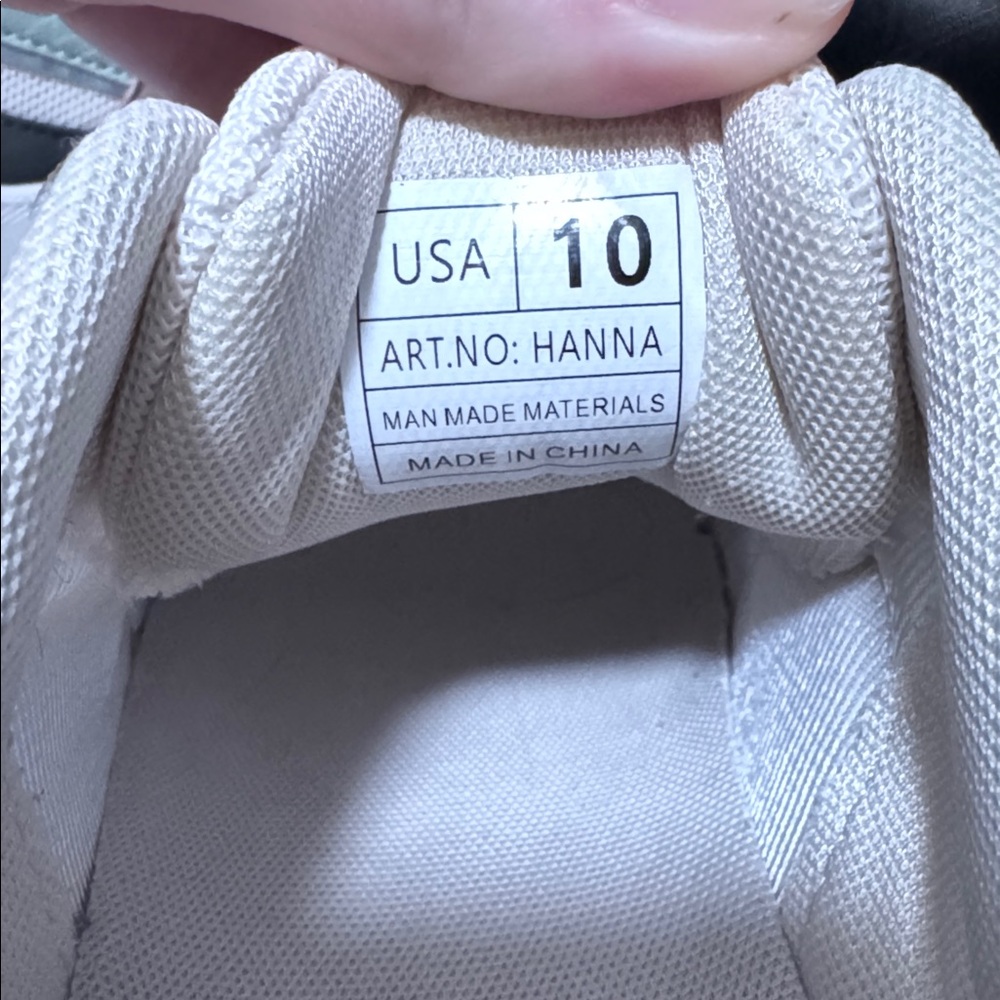 USA 10
ART.NO: HANNA
MAN MADE MATERIALS
MADE IN CHINA